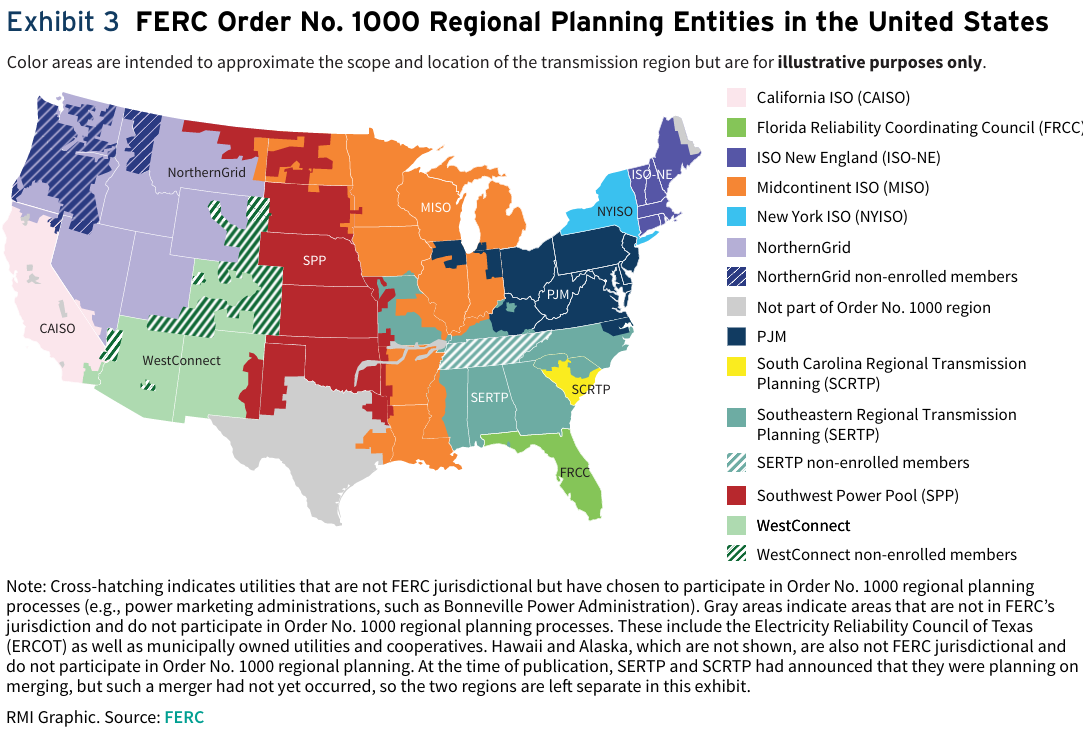 Exhibit 3 FERC Order No. 1000 Regional Planning Entities in the United States
Color areas are intended to approximate the scope and location of the transmission region but are for illustrative purposes only.
NorthernGrid
MISO
ISO-NE
NYISO
SPP
PJM
CAISO
WestConnect
SERTP
SCRTP
FRCC
California ISO (CAISO)
Florida Reliability Coordinating Council (FRCC)
ISO New England (ISO-NE)
Midcontinent ISO (MISO)
New York ISO (NYISO)
NorthernGrid
NorthernGrid non-enrolled members
Not part of Order No. 1000 region
PJM
South Carolina Regional Transmission
Planning (SCRTP)
Southeastern Regional Transmission
Planning (SERTP)
SERTP non-enrolled members
Southwest Power Pool (SPP)
WestConnect
WestConnect non-enrolled members
Note: Cross-hatching indicates utilities that are not FERC jurisdictional but have chosen to participate in Order No. 1000 regional planning
processes (e.g., power marketing administrations, such as Bonneville Power Administration). Gray areas indicate areas that are not in FERC's
jurisdiction and do not participate in Order No. 1000 regional planning processes. These include the Electricity Reliability Council of Texas
(ERCOT) as well as municipally owned utilities and cooperatives. Hawaii and Alaska, which are not shown, are also not FERC jurisdictional and
do not participate in Order No. 1000 regional planning. At the time of publication, SERTP and SCRTP had announced that they were planning on
merging, but such a merger had not yet occurred, so the two regions are left separate in this exhibit.
RMI Graphic. Source: FERC